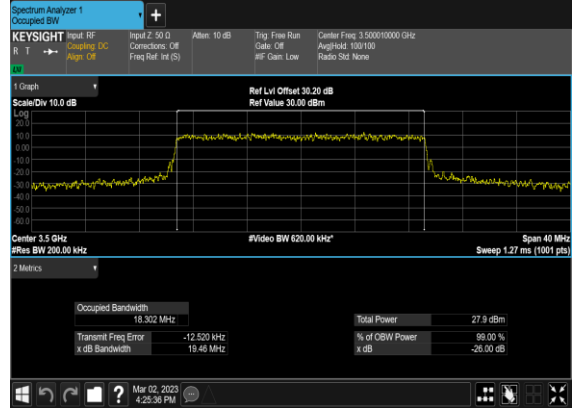 Spectrum Analyzer 1
Occupied BW
+
KEYSIGHT Input: RF Input Z: 50 Ω Atten: 10 dB Trig: Free Run Center Freq: 3.500010000 GHz
R T Coupling: DC Corrections: Off Gate: Off Avg|Hold: 100/100
Align: Off Freq Ref: Int (S) #IF Gain: Low Radio Std: None
1 Graph
Ref Lvl Offset 30.20 dB
Scale/Div 10.0 dB Ref Value 30.00 dBm
Log
20.0
10.0
0.00
-10.0
-20.0
-30.0
-40.0
-50.0
-60.0
Center 3.5 GHz #Video BW 620.00 kHz* Span 40 MHz
#Res BW 200.00 kHz Sweep 1.27 ms (1001 pts)
2 Metrics
Occupied Bandwidth
18.302 MHz Total Power 27.9 dBm
Transmit Freq Error -12.520 kHz % of OBW Power 99.00 %
x dB Bandwidth 19.46 MHz x dB -26.00 dB
? Mar 02, 2023
4:25:36 PM